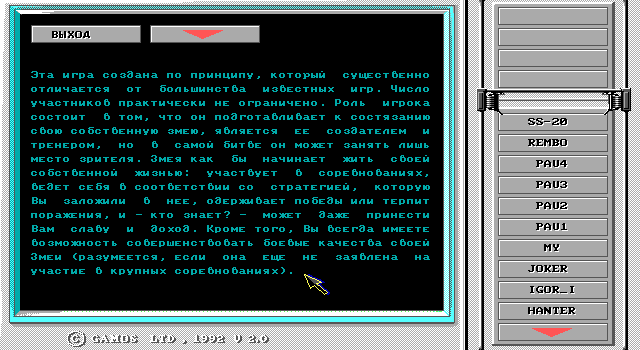 ВЫХОД
Эта игра создана по принципу, который существенно
отличается от большинства известных игр. Число
участников практически не ограничено. Роль игрока
состоит в том, что он подготавливает к состязанию
свою собственную змею, является ее создателем и
тренером, но в самой битве он может занять лишь
место зрителя. Змея как бы начинает жить своей
собственной жизнью: участвует в соревнованиях,
ведет себя в соответствии со стратегией, которую
Вы заложили в нее, одерживает победы или терпит
поражения, и - кто знает? - может даже принести
Вам славу и доход. Кроме того, Вы всегда имеете
возможность совершенствовать боевые качества своей
Змеи (разумеется, если она еще не заявлена на
участие в крупных соревнованиях).
© GAMOS LTD , 1992 V 2.0
SS-20
REMBO
PAU4
PAU3
PAU2
PAU1
MY
JOKER
IGOR_I
HANTER